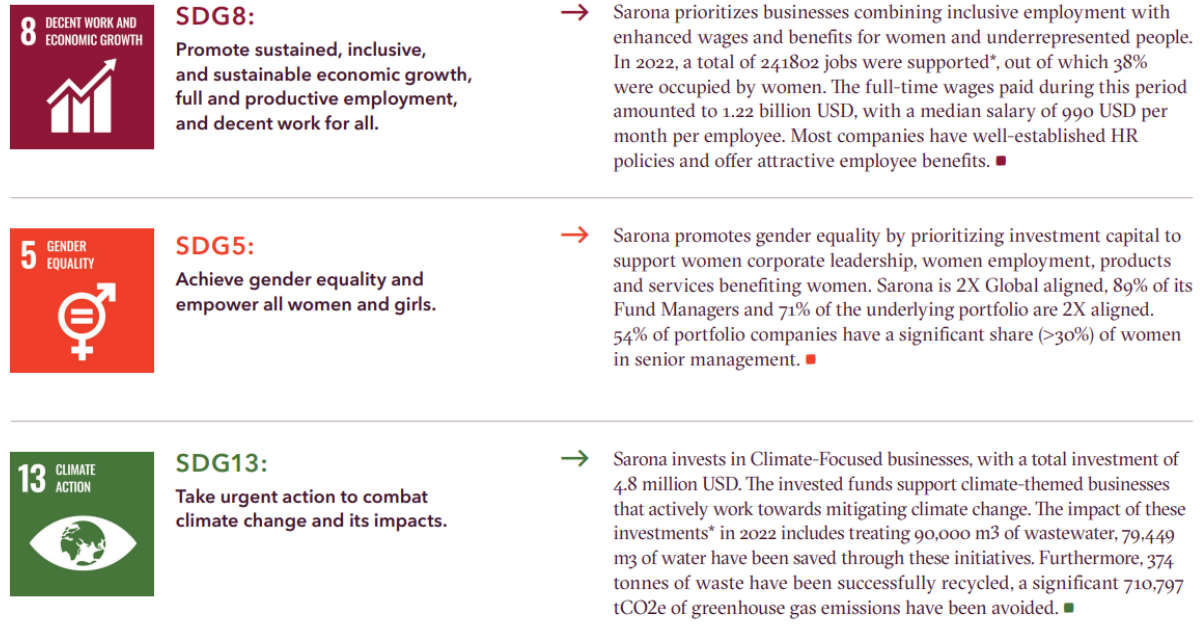 8 DECENT WORK AND
ECONOMIC GROWTH
SDG8:
Promote sustained, inclusive,
and sustainable economic growth,
full and productive employment,
and decent work for all.
→ Sarona prioritizes businesses combining inclusive employment with
enhanced wages and benefits for women and underrepresented people.
In 2022, a total of 241802 jobs were supported*, out of which 38%
were occupied by women. The full-time wages paid during this period
amounted to 1.22 billion USD, with a median salary of 990 USD per
month per employee. Most companies have well-established HR
policies and offer attractive employee benefits.
5 GENDER
EQUALITY
SDG5:
Achieve gender equality and
empower all women and girls.
→ Sarona promotes gender equality by prioritizing investment capital to
support women corporate leadership, women employment, products
and services benefiting women. Sarona is 2X Global aligned, 89% of its
Fund Managers and 71% of the underlying portfolio are 2X aligned.
54% of portfolio companies have a significant share (>30%) of women
in senior management.
13 CLIMATE
ACTION
SDG13:
Take urgent action to combat
climate change and its impacts.
→ Sarona invests in Climate-Focused businesses, with a total investment of
4.8 million USD. The invested funds support climate-themed businesses
that actively work towards mitigating climate change. The impact of these
investments* in 2022 includes treating 90,000 m3 of wastewater, 79,449
m3 of water have been saved through these initiatives. Furthermore, 374
tonnes of waste have been successfully recycled, a significant 710,797
tCO2e of greenhouse gas emissions have been avoided.